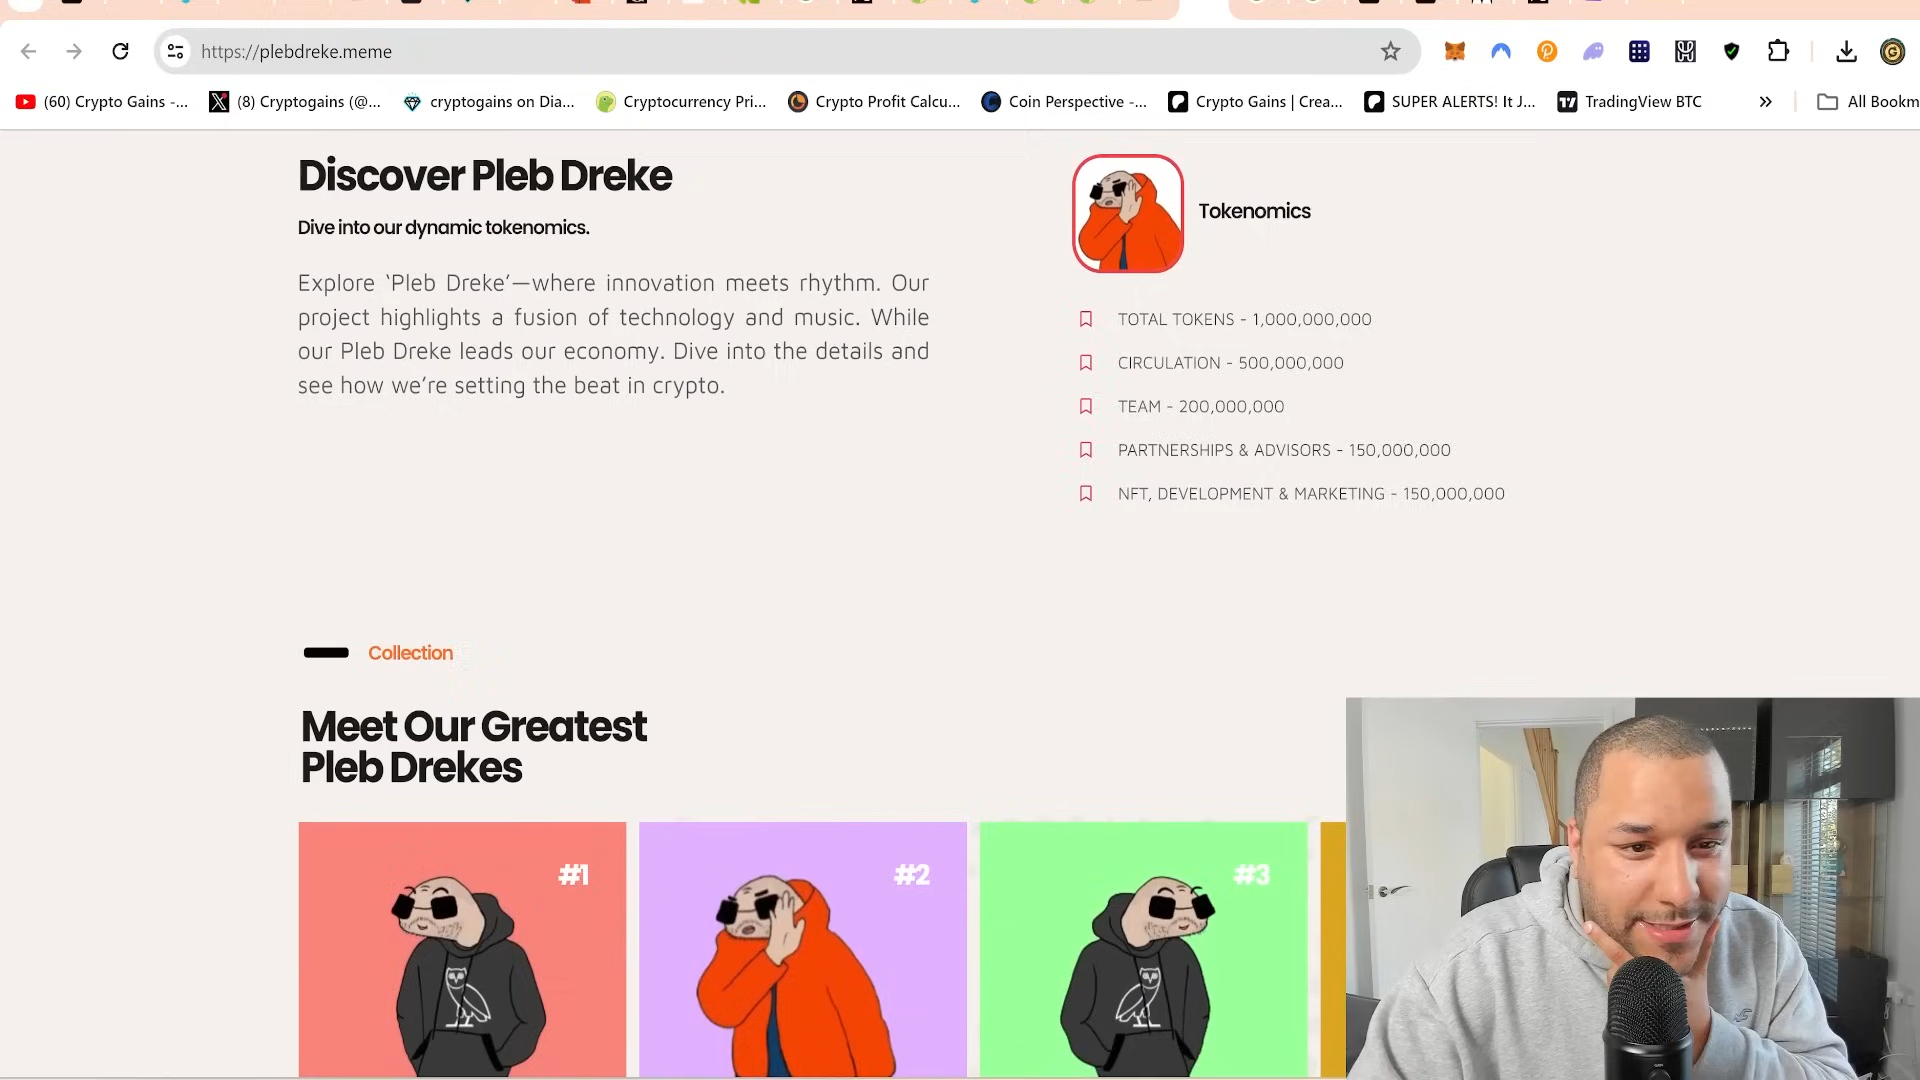 https://plebdreke.meme
(60) Crypto Gains -...
(8) Cryptogains (@...
cryptogains on Dia...
Cryptocurrency Pri...
Crypto Profit Calcu...
Coin Perspective -...
Crypto Gains | Crea...
SUPER ALERTS! It J...
TradingView BTC
All Bookm
Discover Pleb Dreke
Dive into our dynamic tokenomics.
Explore ‘Pleb Dreke’—where innovation meets rhythm. Our
project highlights a fusion of technology and music. While
our Pleb Dreke leads our economy. Dive into the details and
see how we’re setting the beat in crypto.
Tokenomics
TOTAL TOKENS - 1,000,000,000
CIRCULATION - 500,000,000
TEAM - 200,000,000
PARTNERSHIPS & ADVISORS - 150,000,000
NFT, DEVELOPMENT & MARKETING - 150,000,000
Collection
Meet Our Greatest
Pleb Drekes
#1
#2
#3